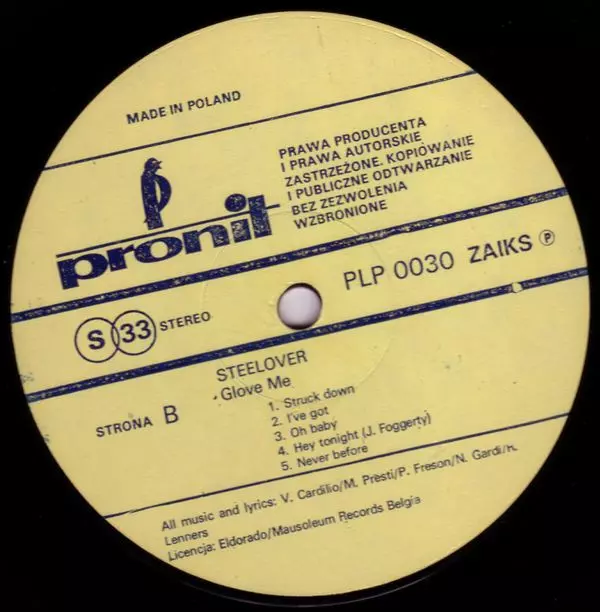 MADE IN POLAND
PRAWA PRODUCENTA
I PRAWA AUTORSKIE
ZASTRZEŻONE. KOPIOWANIE
I PUBLICZNE ODTWARZANIE
BEZ ZEZWOLENIA
WZBRONIONE
pronit
PLP 0030 ZAIKS Ⓟ
S 33 STEREO
STEELOVER
Glove Me
STRONA B
1. Struck down
2. I've got
3. Oh baby
4. Hey tonight (J. Foggerty)
5. Never before
All music and lyrics: V. Cardilio/M. Presti/P. Freson/N. Gardi/R.
Lenners
Licencja: Eldorado/Mausoleum Records Belgia